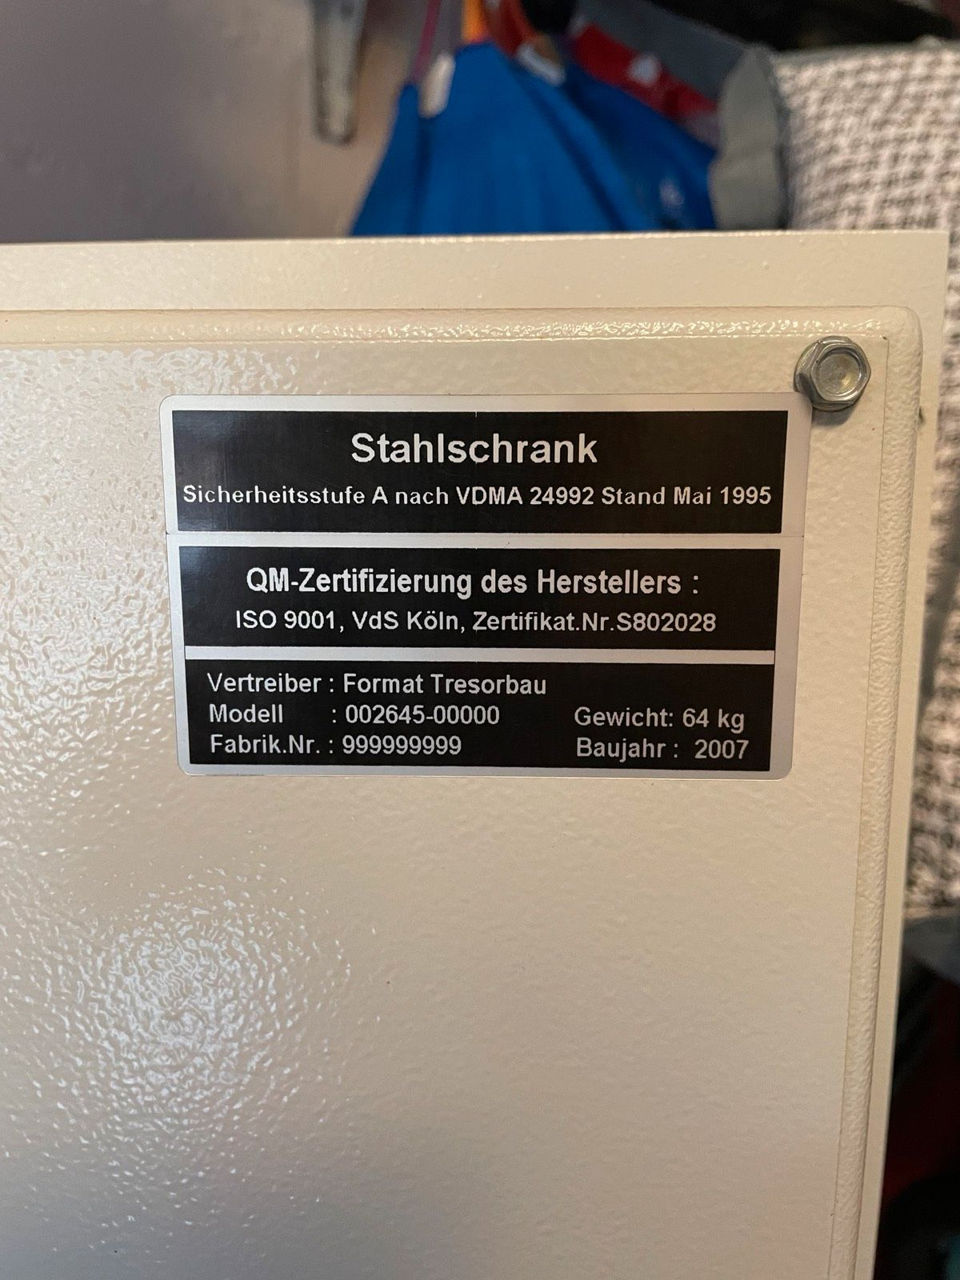 Stahlschrank
Sicherheitsstufe A nach VDMA 24992 Stand Mai 1995
QM-Zertifizierung des Herstellers :
ISO 9001, VdS Köln, Zertifikat.Nr.S802028
Vertreiber : Format Tresorbau
Modell : 002645-00000 Gewicht: 64 kg
Fabrik.Nr. : 999999999 Baujahr : 2007